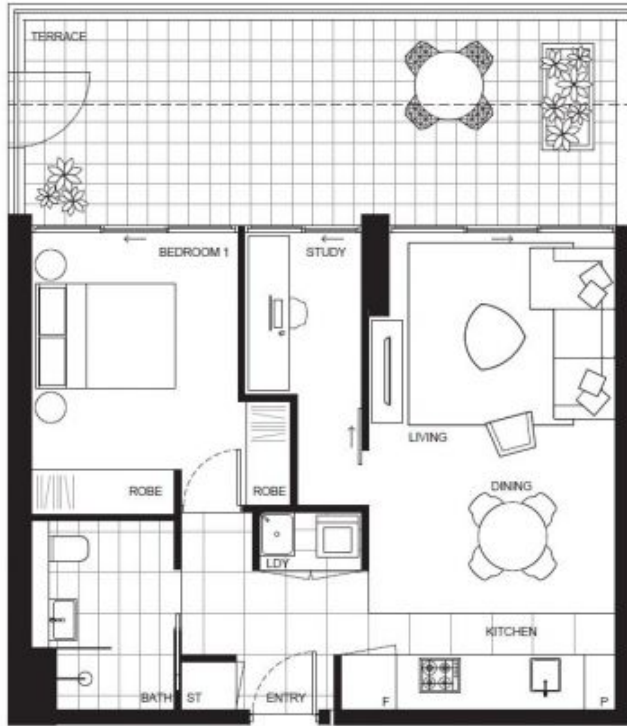 TERRACE
BEDROOM 1
STUDY
LIVING
ROBE
ROBE
DINING
LDY
KITCHEN
BATH
ST
ENTRY
F
P